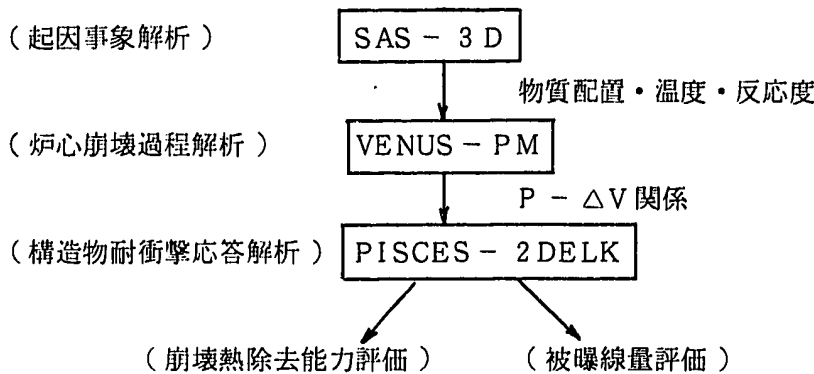 (起因事象解析) SAS-3D
物質配置・温度・反応度
(炉心崩壊過程解析) VENUS-PM
P-△V関係
(構造物耐衝撃応答解析) PISCES-2DELK
(崩壊熱除去能力評価) (被曝線量評価)